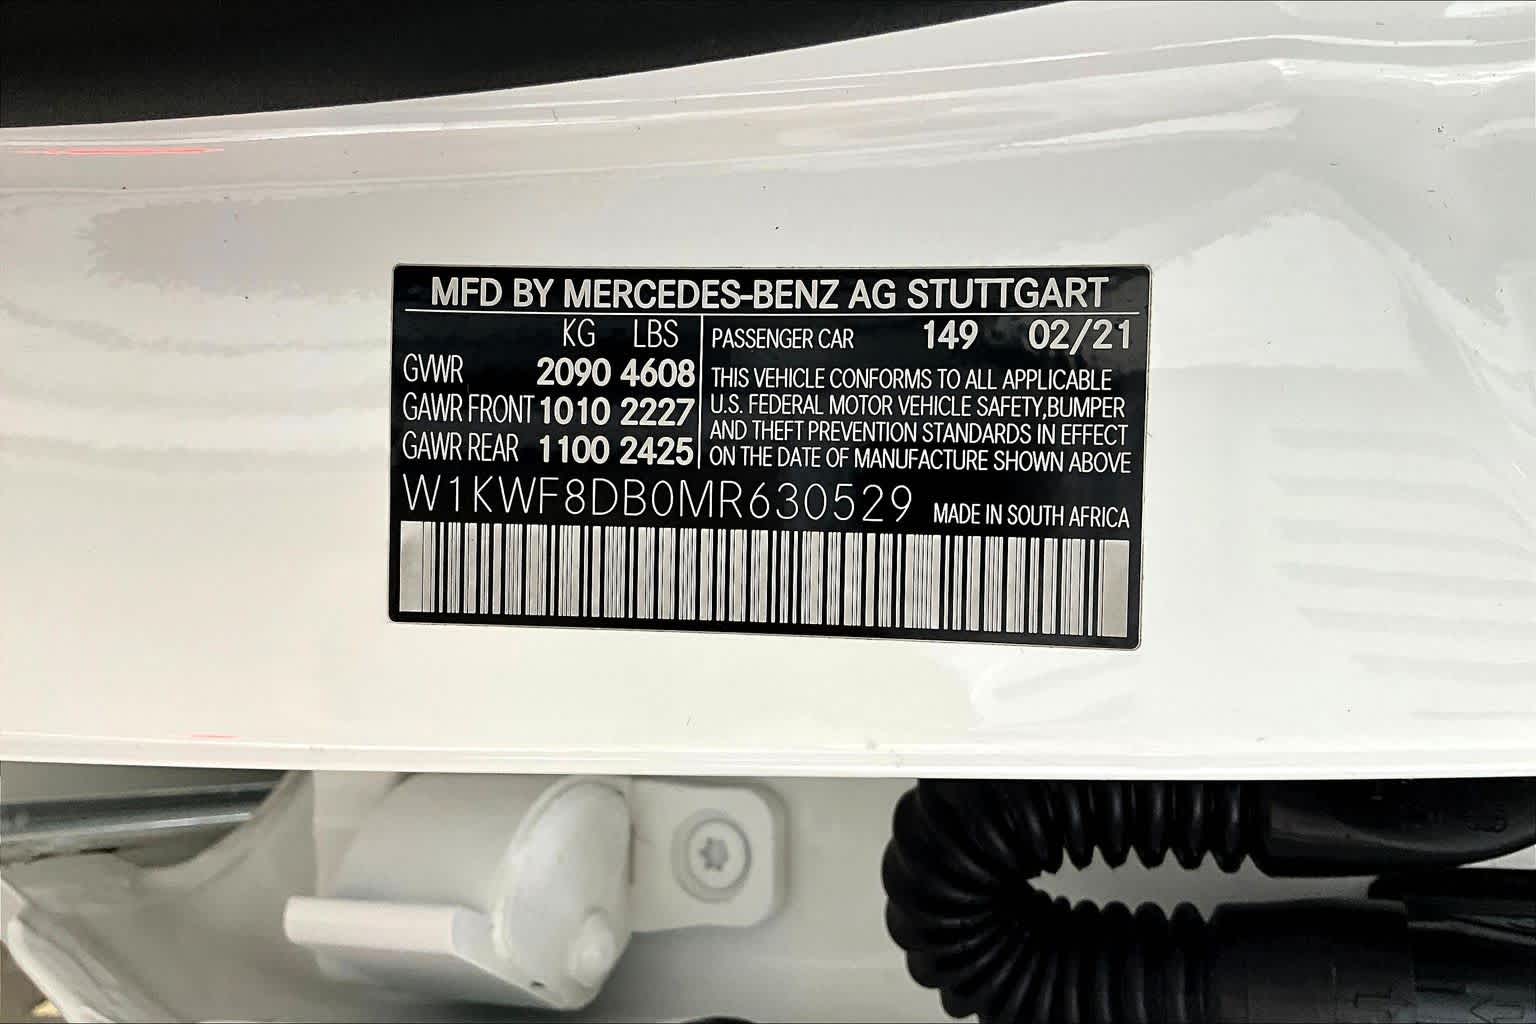 MFD BY MERCEDES-BENZ AG STUTTGART
KG LBS
GVWR 2090 4608
GAWR FRONT 1010 2227
GAWR REAR 1100 2425
PASSENGER CAR 149 02/21
THIS VEHICLE CONFORMS TO ALL APPLICABLE
U.S. FEDERAL MOTOR VEHICLE SAFETY,BUMPER
AND THEFT PREVENTION STANDARDS IN EFFECT
ON THE DATE OF MANUFACTURE SHOWN ABOVE
W1KWF8DB0MR630529 MADE IN SOUTH AFRICA